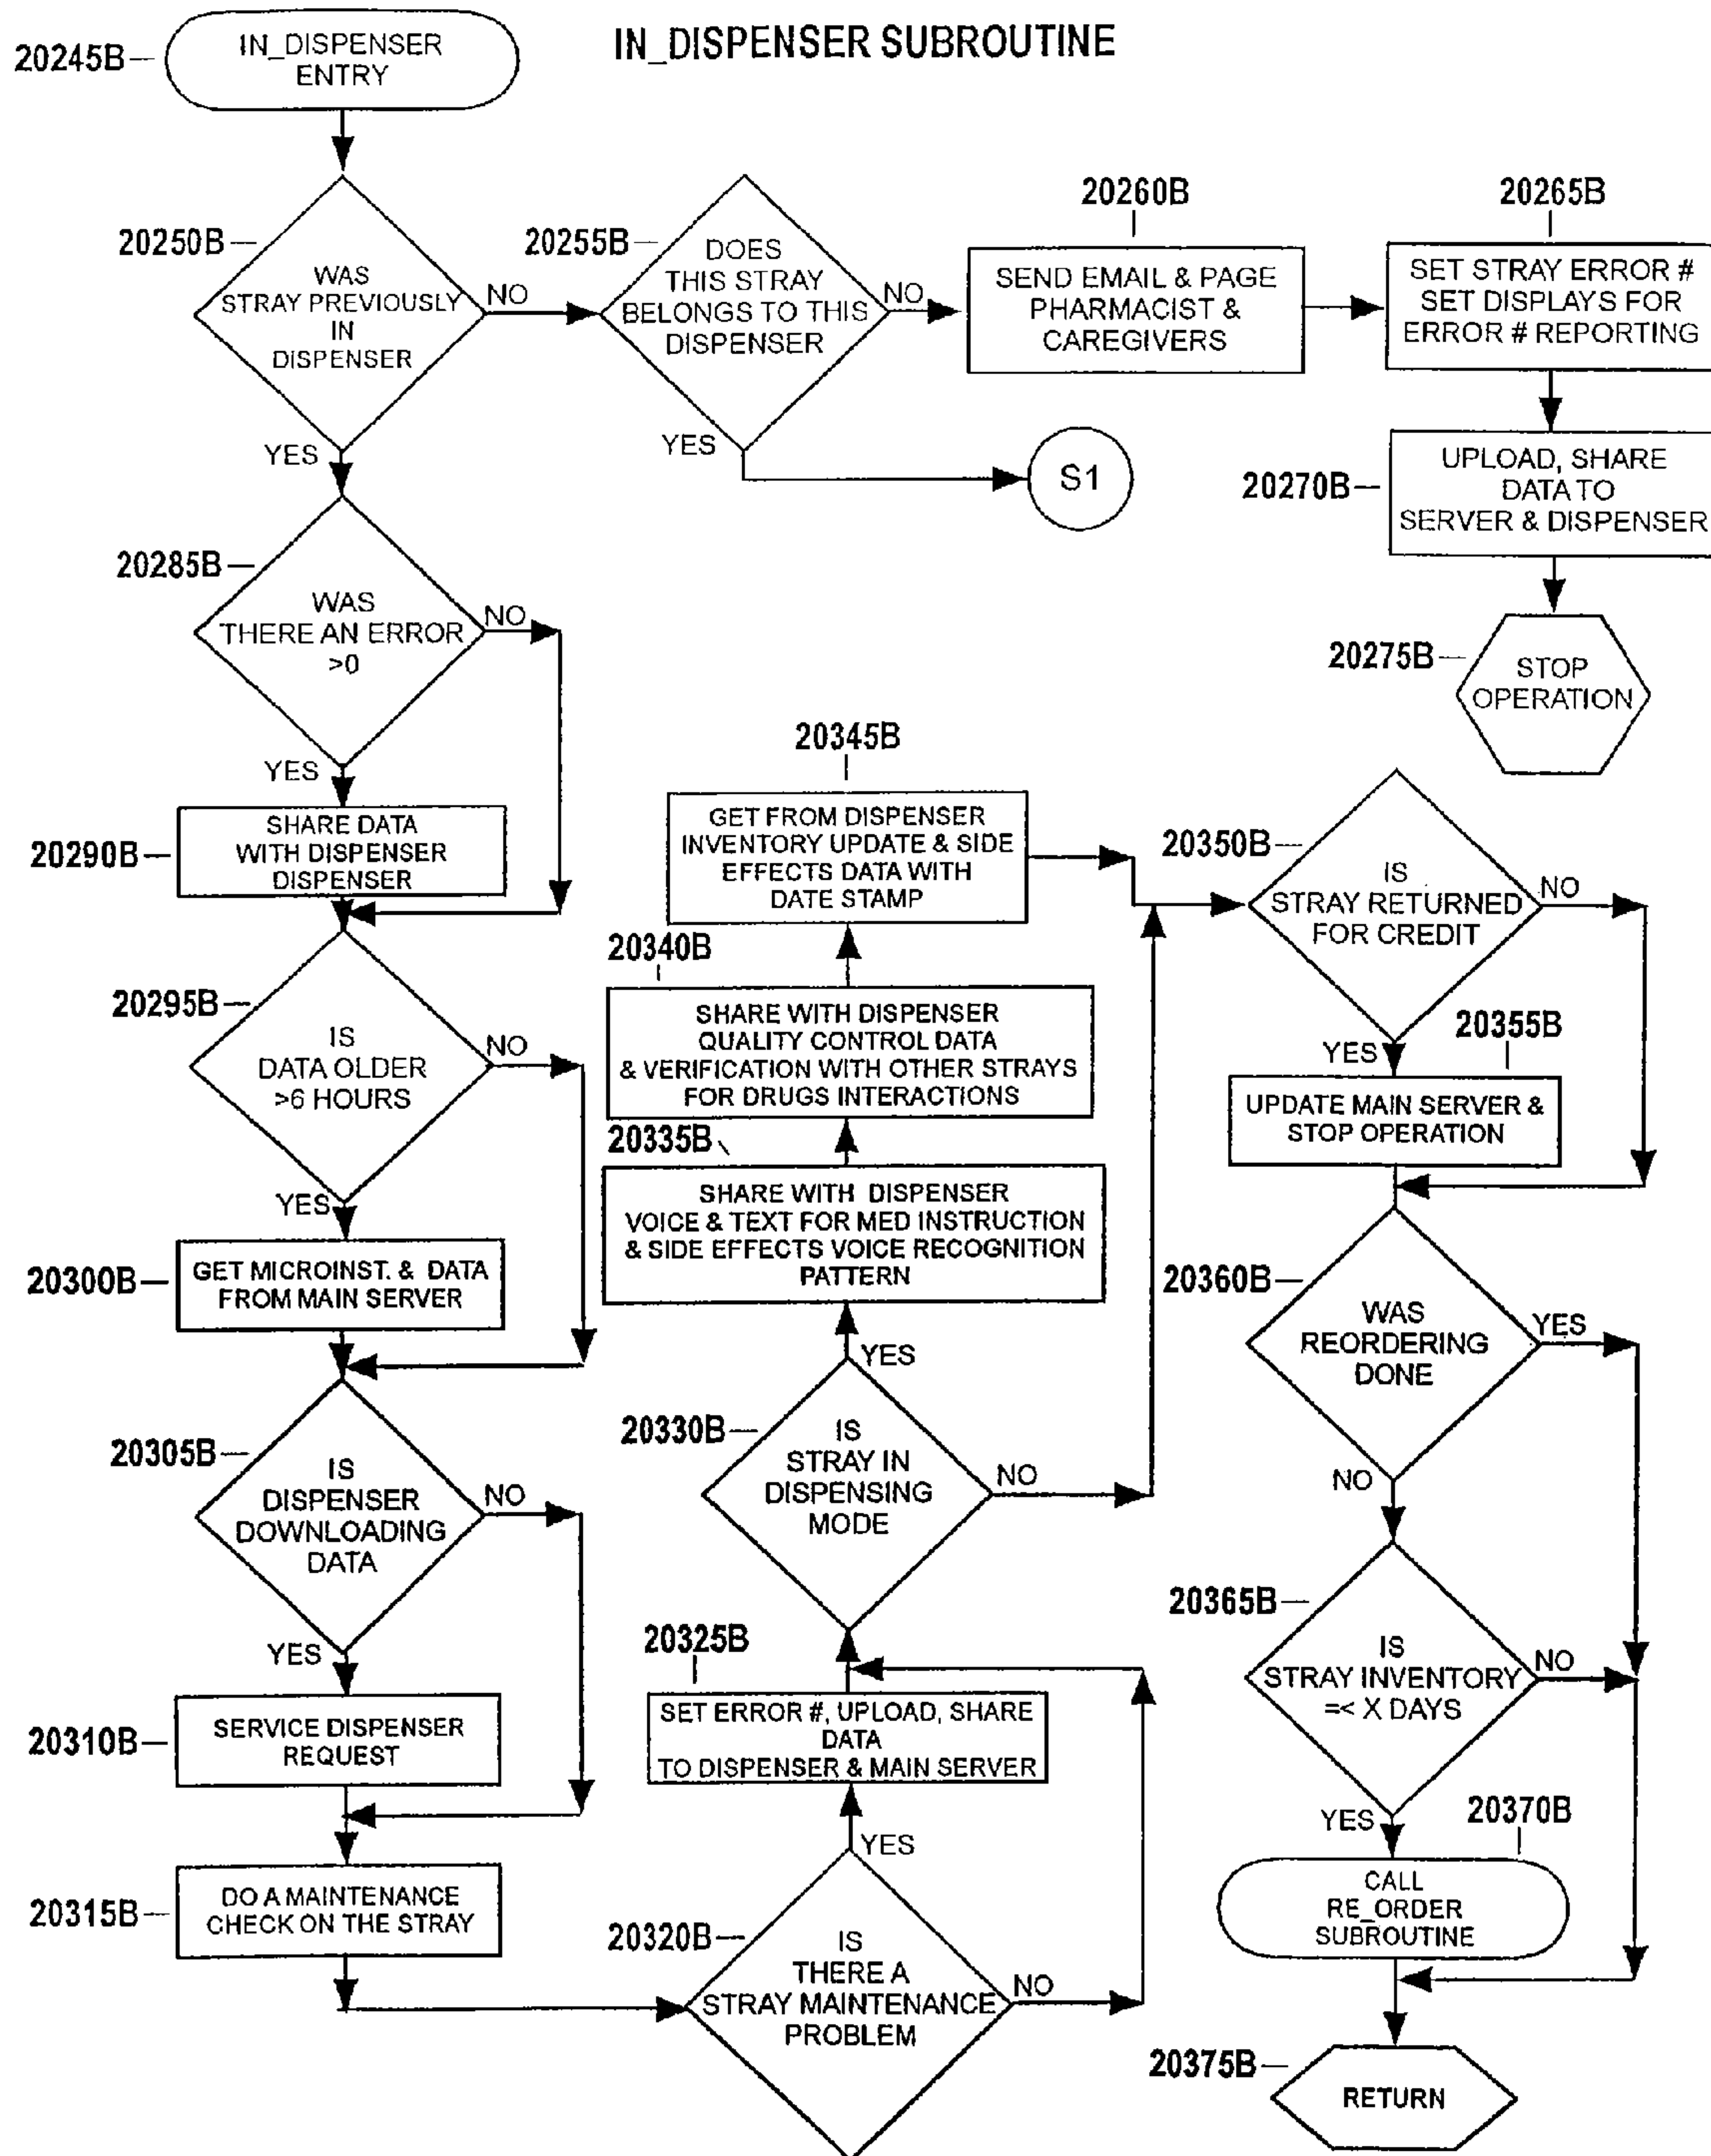 IN_DISPENSER SUBROUTINE
20245B
IN_DISPENSER
ENTRY
20250B
WAS
STRAY PREVIOUSLY
IN
DISPENSER
NO
YES
20255B
DOES
THIS STRAY
BELONGS TO THIS
DISPENSER
NO
YES
S1
20260B
SEND EMAIL & PAGE
PHARMACIST &
CAREGIVERS
20265B
SET STRAY ERROR #
SET DISPLAYS FOR
ERROR # REPORTING
20270B
UPLOAD, SHARE
DATA TO
SERVER & DISPENSER
20275B
STOP
OPERATION
20285B
WAS
THERE AN ERROR
>0
NO
YES
20290B
SHARE DATA
WITH DISPENSER
DISPENSER
20295B
IS
DATA OLDER
>6 HOURS
NO
YES
20300B
GET MICROINST. & DATA
FROM MAIN SERVER
20305B
IS
DISPENSER
DOWNLOADING
DATA
NO
YES
20310B
SERVICE DISPENSER
REQUEST
20315B
DO A MAINTENANCE
CHECK ON THE STRAY
20320B
IS
THERE A
STRAY MAINTENANCE
PROBLEM
NO
YES
20325B
SET ERROR #, UPLOAD, SHARE
DATA
TO DISPENSER & MAIN SERVER
20330B
IS
STRAY IN
DISPENSING
MODE
NO
YES
20335B
SHARE WITH DISPENSER
VOICE & TEXT FOR MED INSTRUCTION
& SIDE EFFECTS VOICE RECOGNITION
PATTERN
20340B
SHARE WITH DISPENSER
QUALITY CONTROL DATA
& VERIFICATION WITH OTHER STRAYS
FOR DRUGS INTERACTIONS
20345B
GET FROM DISPENSER
INVENTORY UPDATE & SIDE
EFFECTS DATA WITH
DATE STAMP
20350B
IS
STRAY RETURNED
FOR CREDIT
NO
YES
20355B
UPDATE MAIN SERVER &
STOP OPERATION
20360B
WAS
REORDERING
DONE
YES
NO
20365B
IS
STRAY INVENTORY
=< X DAYS
NO
YES
20370B
CALL
RE_ORDER
SUBROUTINE
20375B
RETURN